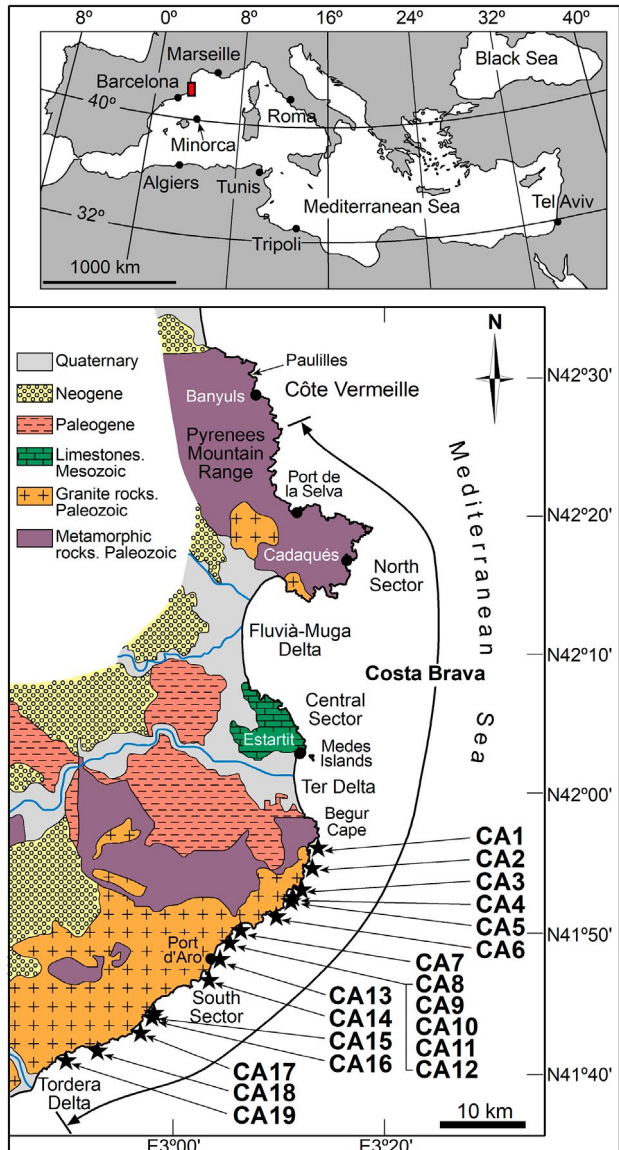 0º
8º
16º
24º
32º
40º
Marseille
Black Sea
Barcelona
40º
Roma
Minorca
Algiers
Tunis
Mediterranean Sea
Tel Aviv
32º
Tripoli
1000 km
N
Quaternary
Neogene
Paleogene
Limestones.
Mesozoic
Granite rocks.
Paleozoic
Metamorphic
rocks. Paleozoic
Paulilles
Banyuls
Côte Vermeille
Pyrenees
Mountain
Range
Port de
la Selva
Cadaqués
North
Sector
Mediterranean Sea
Fluvià-Muga
Delta
Costa Brava
Central
Sector
Estartit
Medes
Islands
Ter Delta
Begur
Cape
Port
d'Aro
South
Sector
Tordera
Delta
CA1
CA2
CA3
CA4
CA5
CA6
CA7
CA8
CA9
CA10
CA11
CA12
CA13
CA14
CA15
CA16
CA17
CA18
CA19
N42º30'
N42º20'
N42º10'
N42º00'
N41º50'
N41º40'
10 km
E3º00'
E3º20'